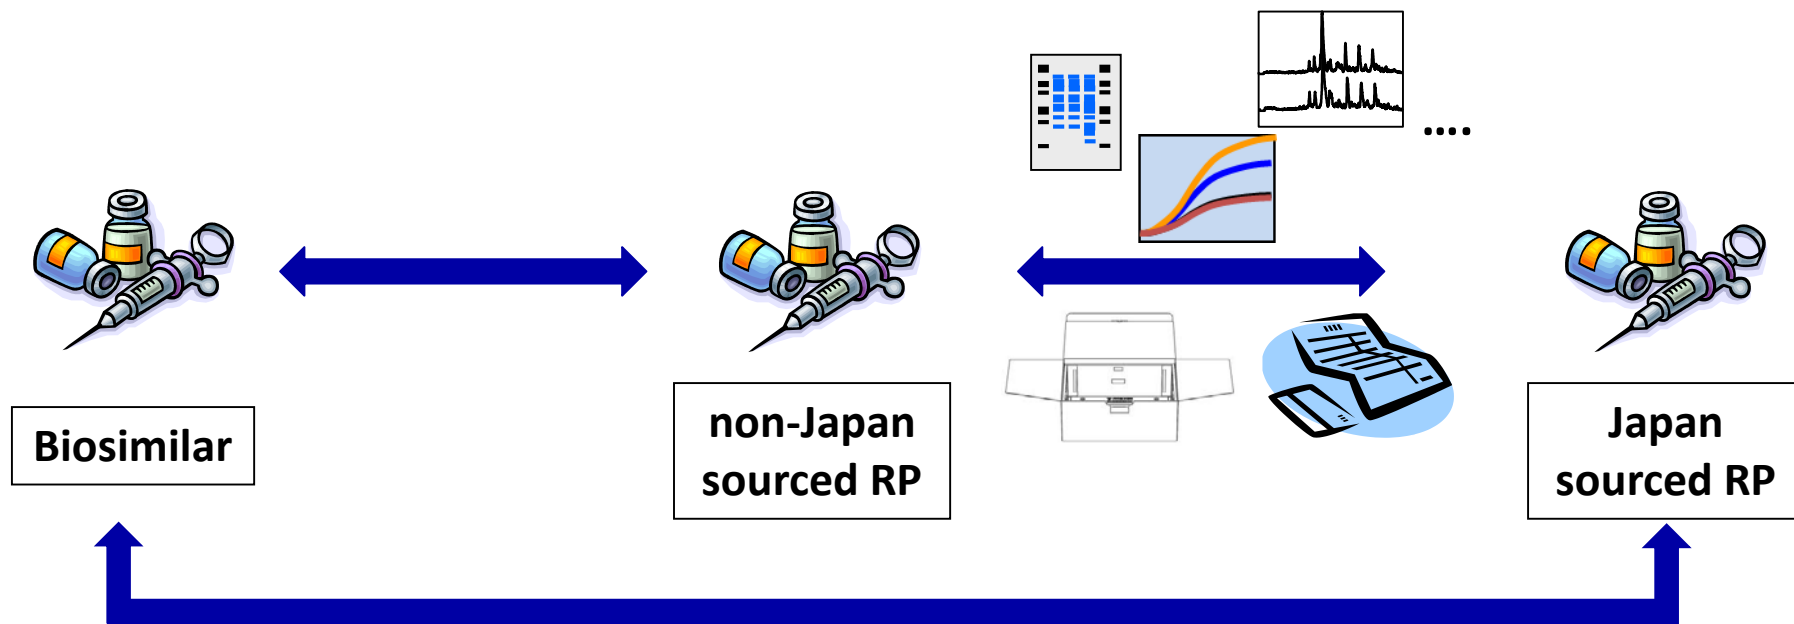 ....
Biosimilar
non-Japan
sourced RP
Japan
sourced RP